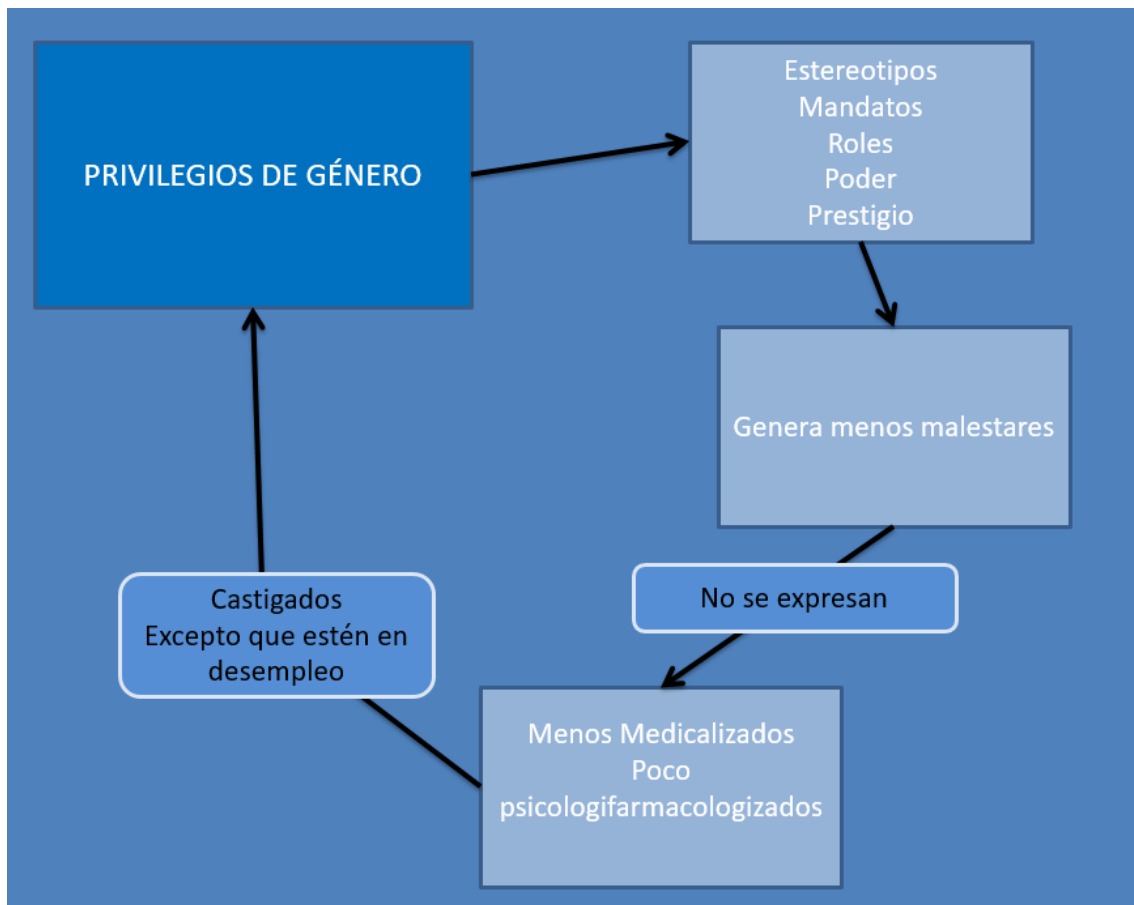 PRIVILEGIOS DE GÉNERO
Estereotipos
Mandatos
Roles
Poder
Prestigio
Genera menos malestares
No se expresan
Menos Medicalizados
Poco
psicologifarmacologizados
Castigados
Excepto que estén en
desempleo